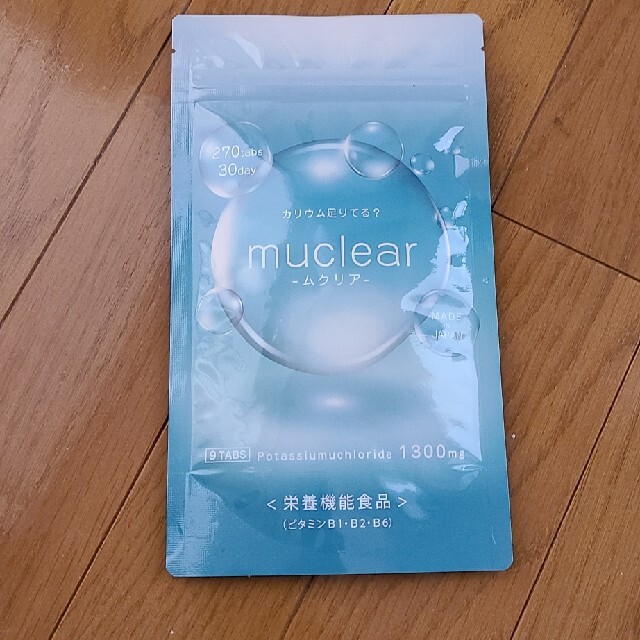 270tabs
30day
カリウム足りてる?
muclear
-ムクリア-
MADE
JAPAN
9TABS Potassiumuchloride 1300mg
<栄養機能食品>
(ビタミンB1・B2・B6)